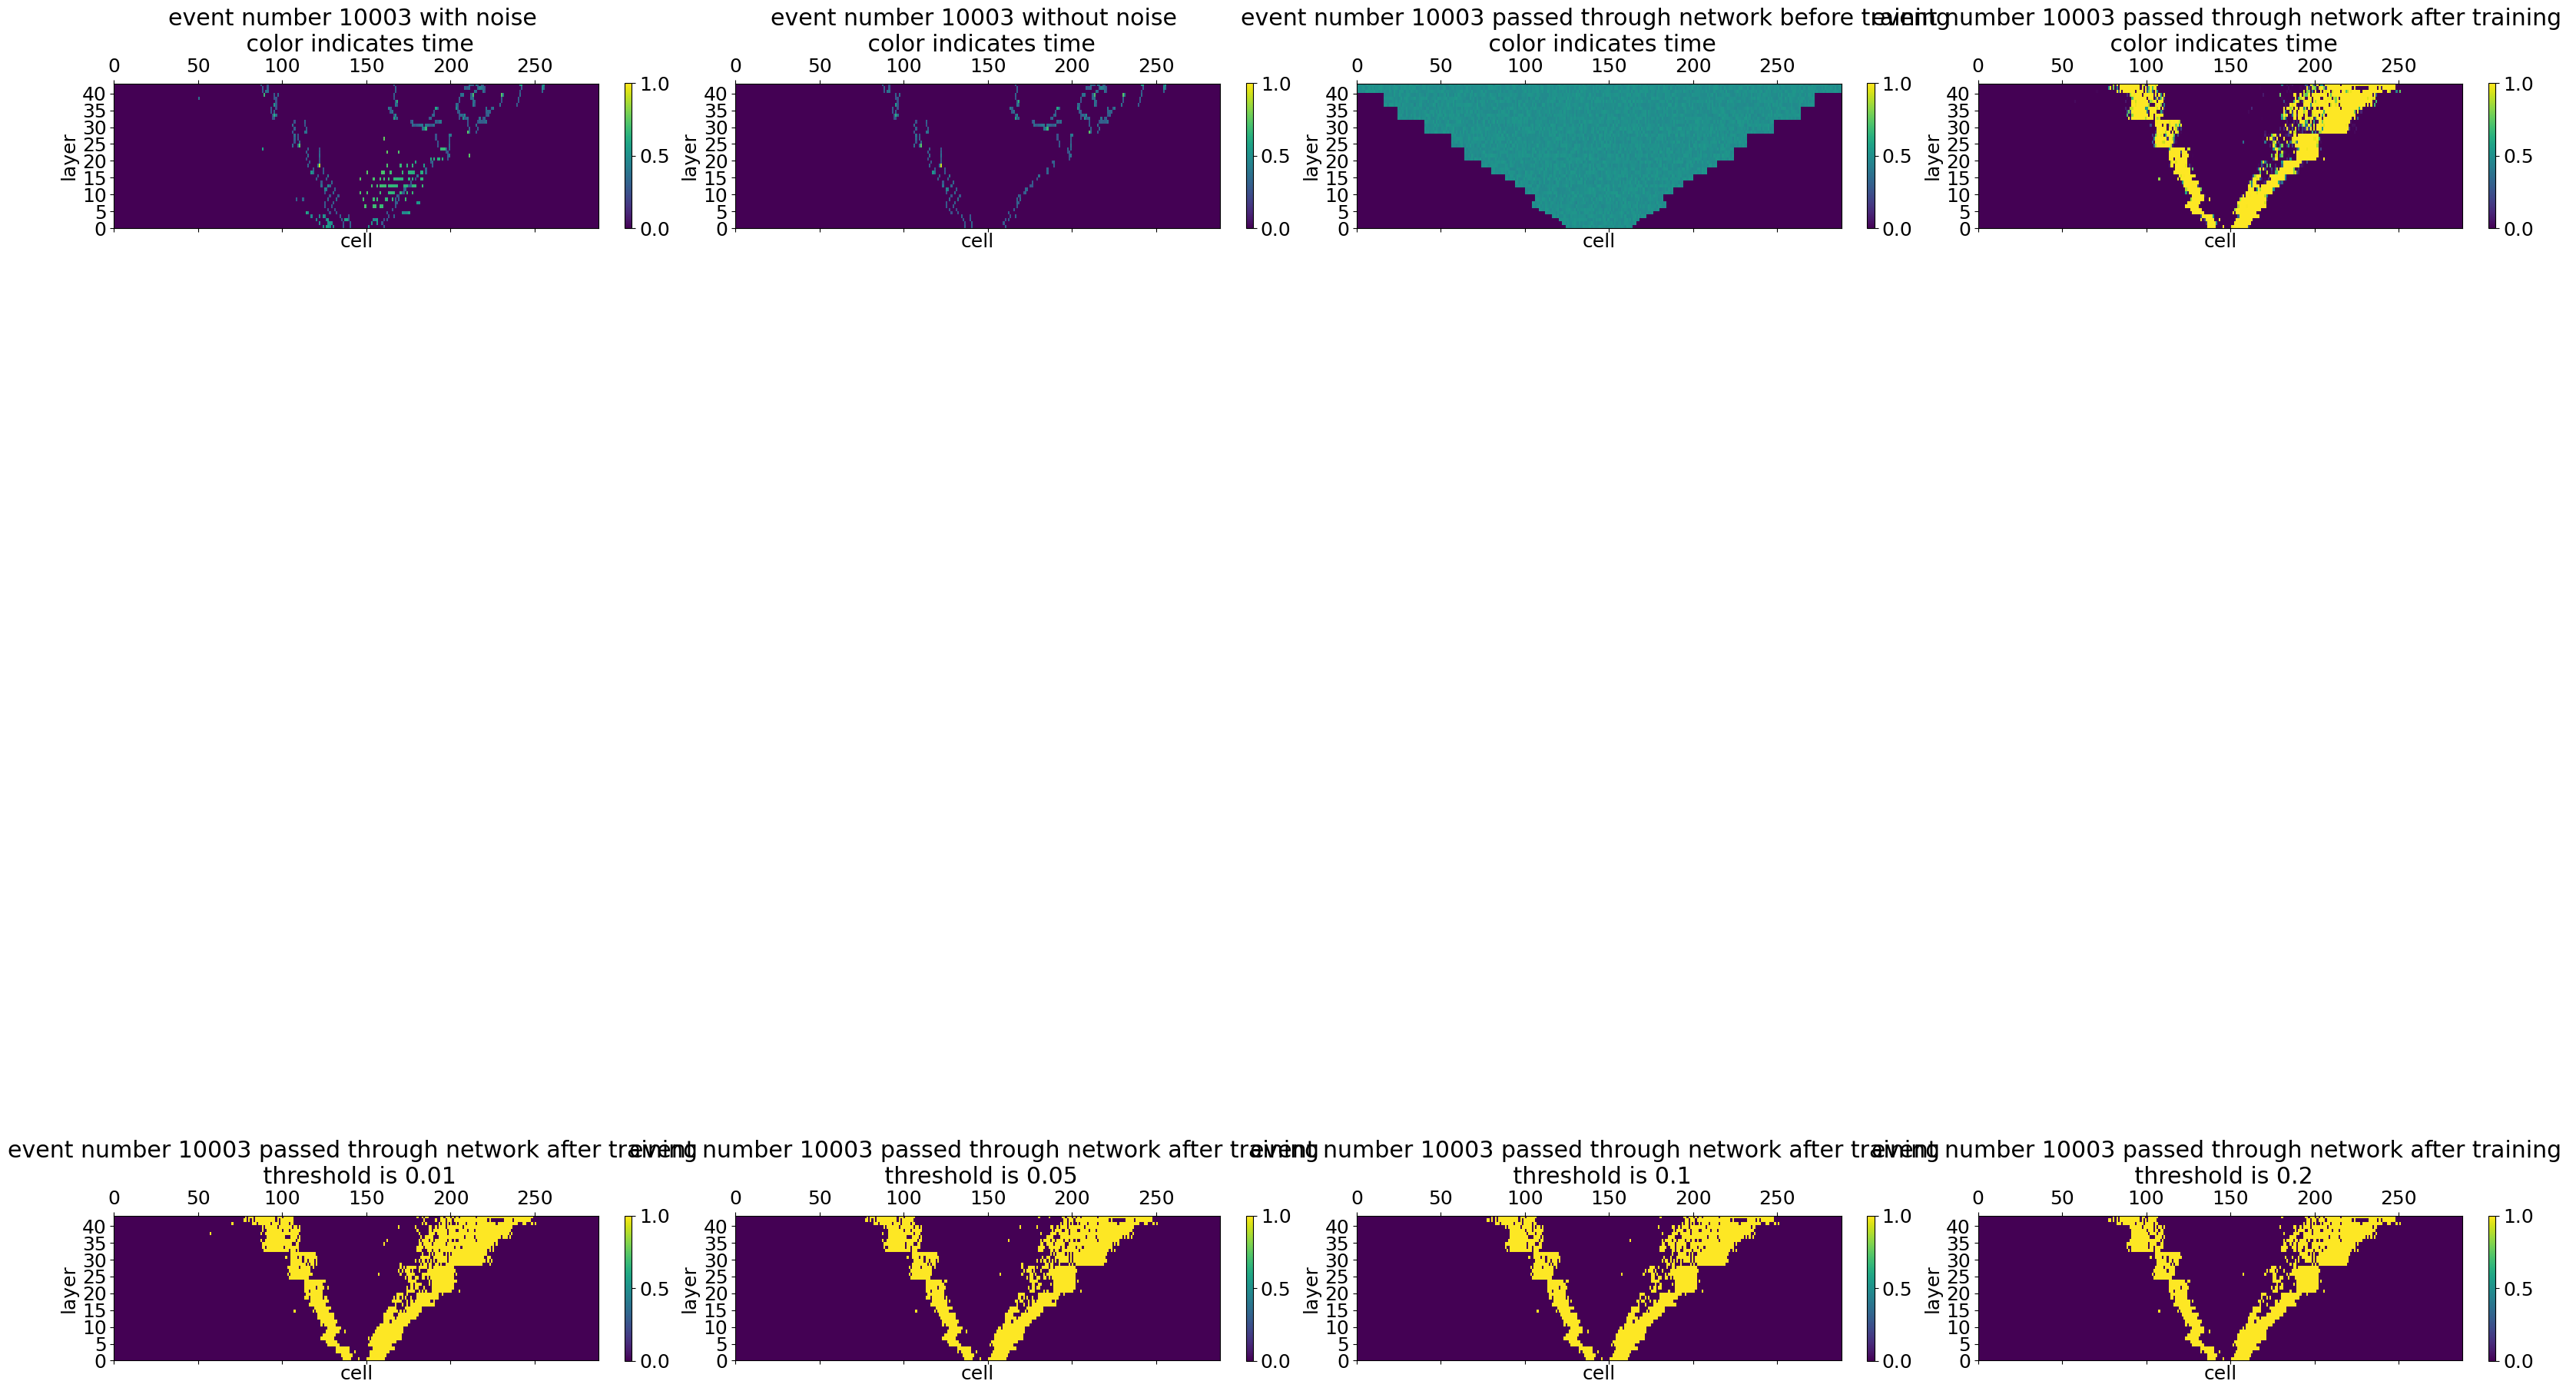 event number 10003 with noise
color indicates time
0 50 100 150 200 250
40
35
30
25
20
15
10
5
0
layer
cell
1.0
0.5
0.0
event number 10003 without noise
color indicates time
0 50 100 150 200 250
40
35
30
25
20
15
10
5
0
layer
cell
1.0
0.5
0.0
event number 10003 passed through network before training
color indicates time
0 50 100 150 200 250
40
35
30
25
20
15
10
5
0
layer
cell
1.0
0.5
0.0
event number 10003 passed through network after training
color indicates time
0 50 100 150 200 250
40
35
30
25
20
15
10
5
0
layer
cell
1.0
0.5
0.0
event number 10003 passed through network after training
threshold is 0.01
0 50 100 150 200 250
40
35
30
25
20
15
10
5
0
layer
cell
1.0
0.5
0.0
event number 10003 passed through network after training
threshold is 0.05
0 50 100 150 200 250
40
35
30
25
20
15
10
5
0
layer
cell
1.0
0.5
0.0
event number 10003 passed through network after training
threshold is 0.1
0 50 100 150 200 250
40
35
30
25
20
15
10
5
0
layer
cell
1.0
0.5
0.0
event number 10003 passed through network after training
threshold is 0.2
0 50 100 150 200 250
40
35
30
25
20
15
10
5
0
layer
cell
1.0
0.5
0.0